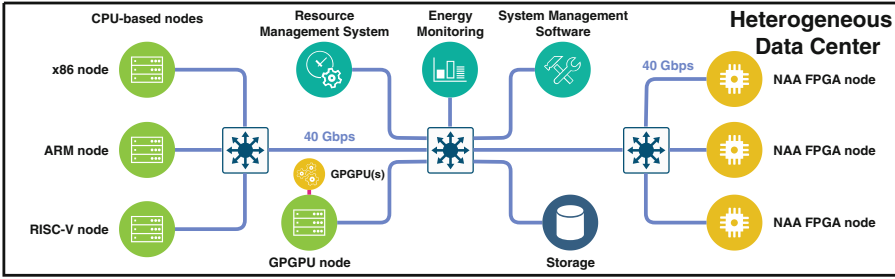 CPU-based nodes
Resource
Management System
Energy
Monitoring
System Management
Software
Heterogeneous
Data Center
x86 node
40 Gbps
NAA FPGA node
ARM node
40 Gbps
NAA FPGA node
GPGPU(s)
RISC-V node
NAA FPGA node
GPGPU node
Storage